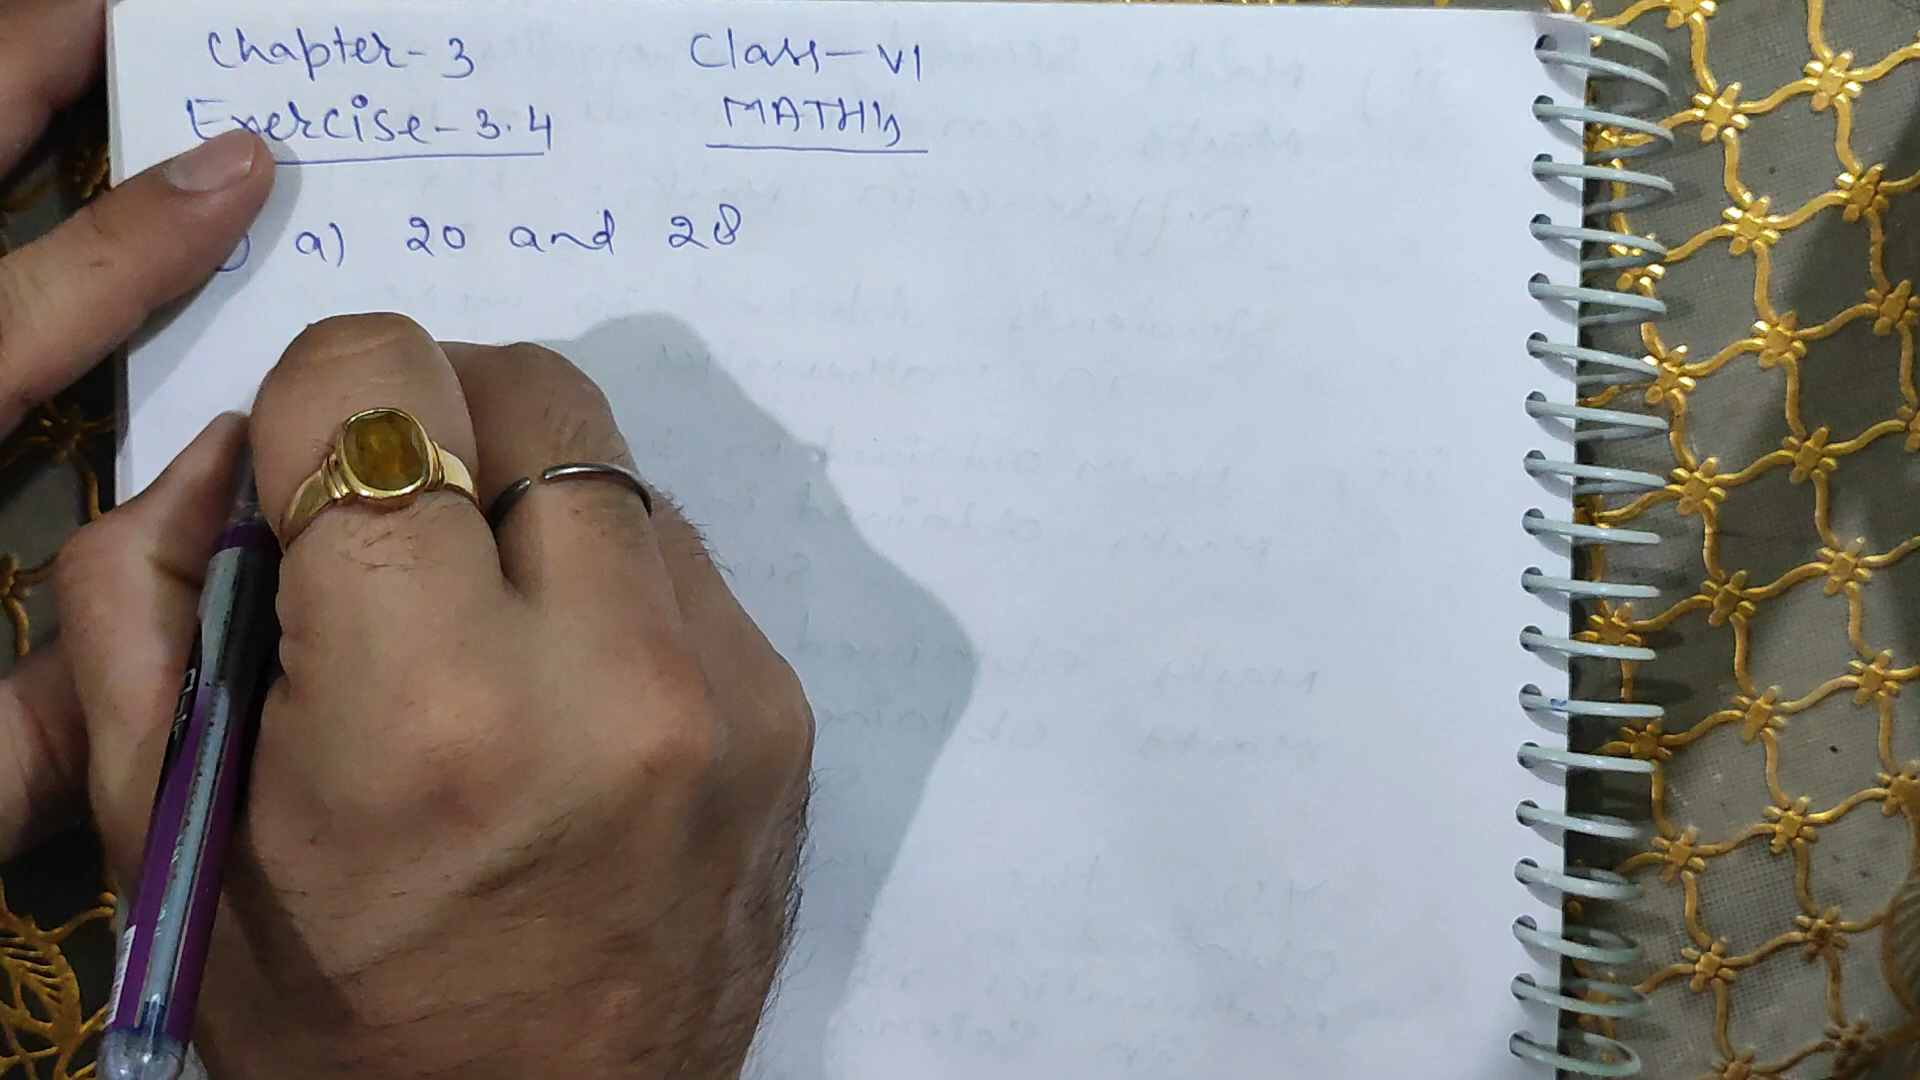 Chapter-3 Class-VI
Exercise-3.4 MATHs
a) 20 and 28